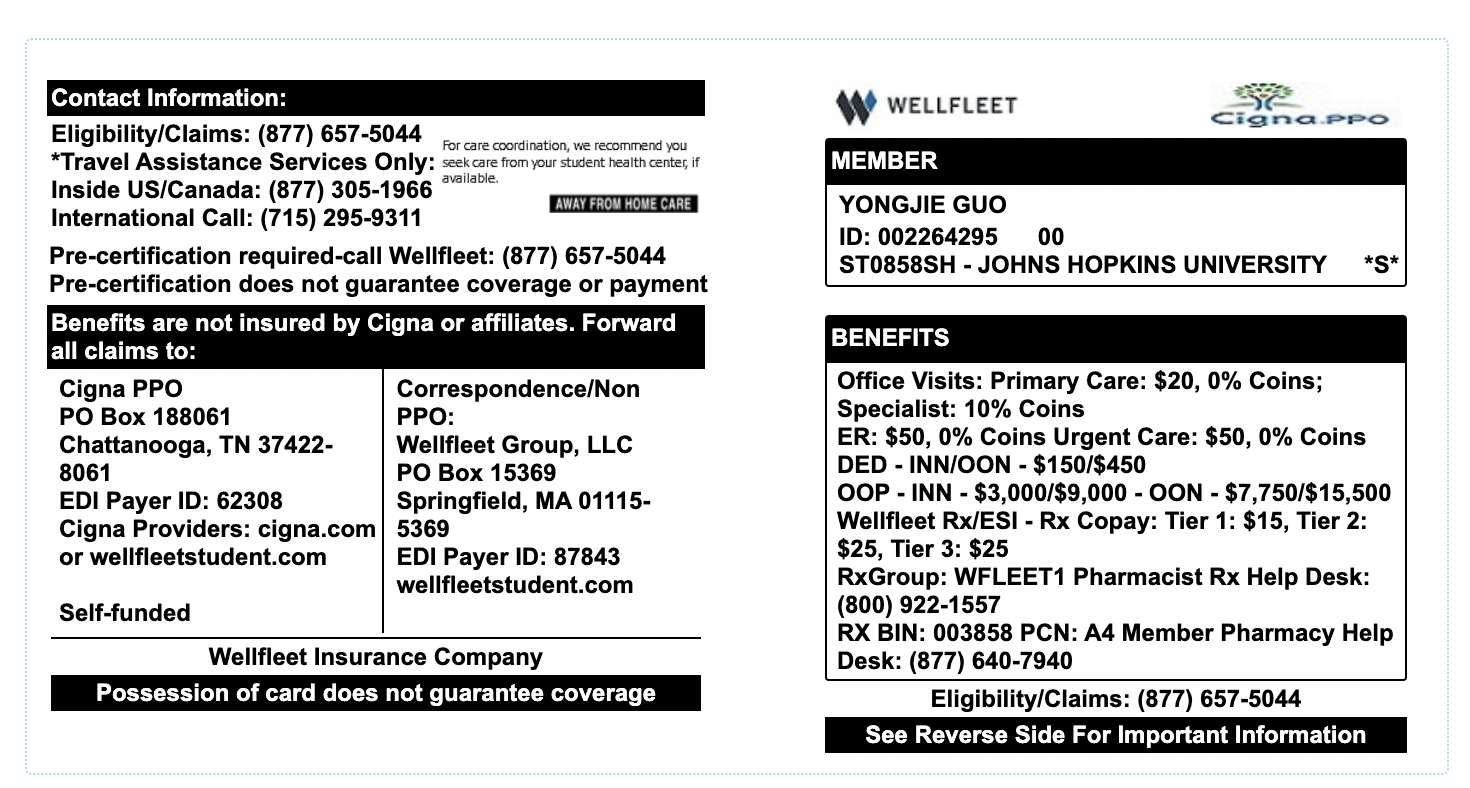 Contact Information:
Eligibility/Claims: (877) 657-5044
*Travel Assistance Services Only:
Inside US/Canada: (877) 305-1966
International Call: (715) 295-9311
For care coordination, we recommend you
seek care from your student health center, if
available.
AWAY FROM HOME CARE
Pre-certification required-call Wellfleet: (877) 657-5044
Pre-certification does not guarantee coverage or payment
Benefits are not insured by Cigna or affiliates. Forward
all claims to:
Cigna PPO
PO Box 188061
Chattanooga, TN 37422-
8061
EDI Payer ID: 62308
Cigna Providers: cigna.com
or wellfleetstudent.com
Self-funded
Correspondence/Non
PPO:
Wellfleet Group, LLC
PO Box 15369
Springfield, MA 01115-
5369
EDI Payer ID: 87843
wellfleetstudent.com
Wellfleet Insurance Company
Possession of card does not guarantee coverage
WELLFLEET
Cigna.PPO
MEMBER
YONGJIE GUO
ID: 002264295 00
ST0858SH - JOHNS HOPKINS UNIVERSITY *S*
BENEFITS
Office Visits: Primary Care: $20, 0% Coins;
Specialist: 10% Coins
ER: $50, 0% Coins Urgent Care: $50, 0% Coins
DED - INN/OON - $150/$450
OOP - INN - $3,000/$9,000 - OON - $7,750/$15,500
Wellfleet Rx/ESI - Rx Copay: Tier 1: $15, Tier 2:
$25, Tier 3: $25
RxGroup: WFLEET1 Pharmacist Rx Help Desk:
(800) 922-1557
RX BIN: 003858 PCN: A4 Member Pharmacy Help
Desk: (877) 640-7940
Eligibility/Claims: (877) 657-5044
See Reverse Side For Important Information